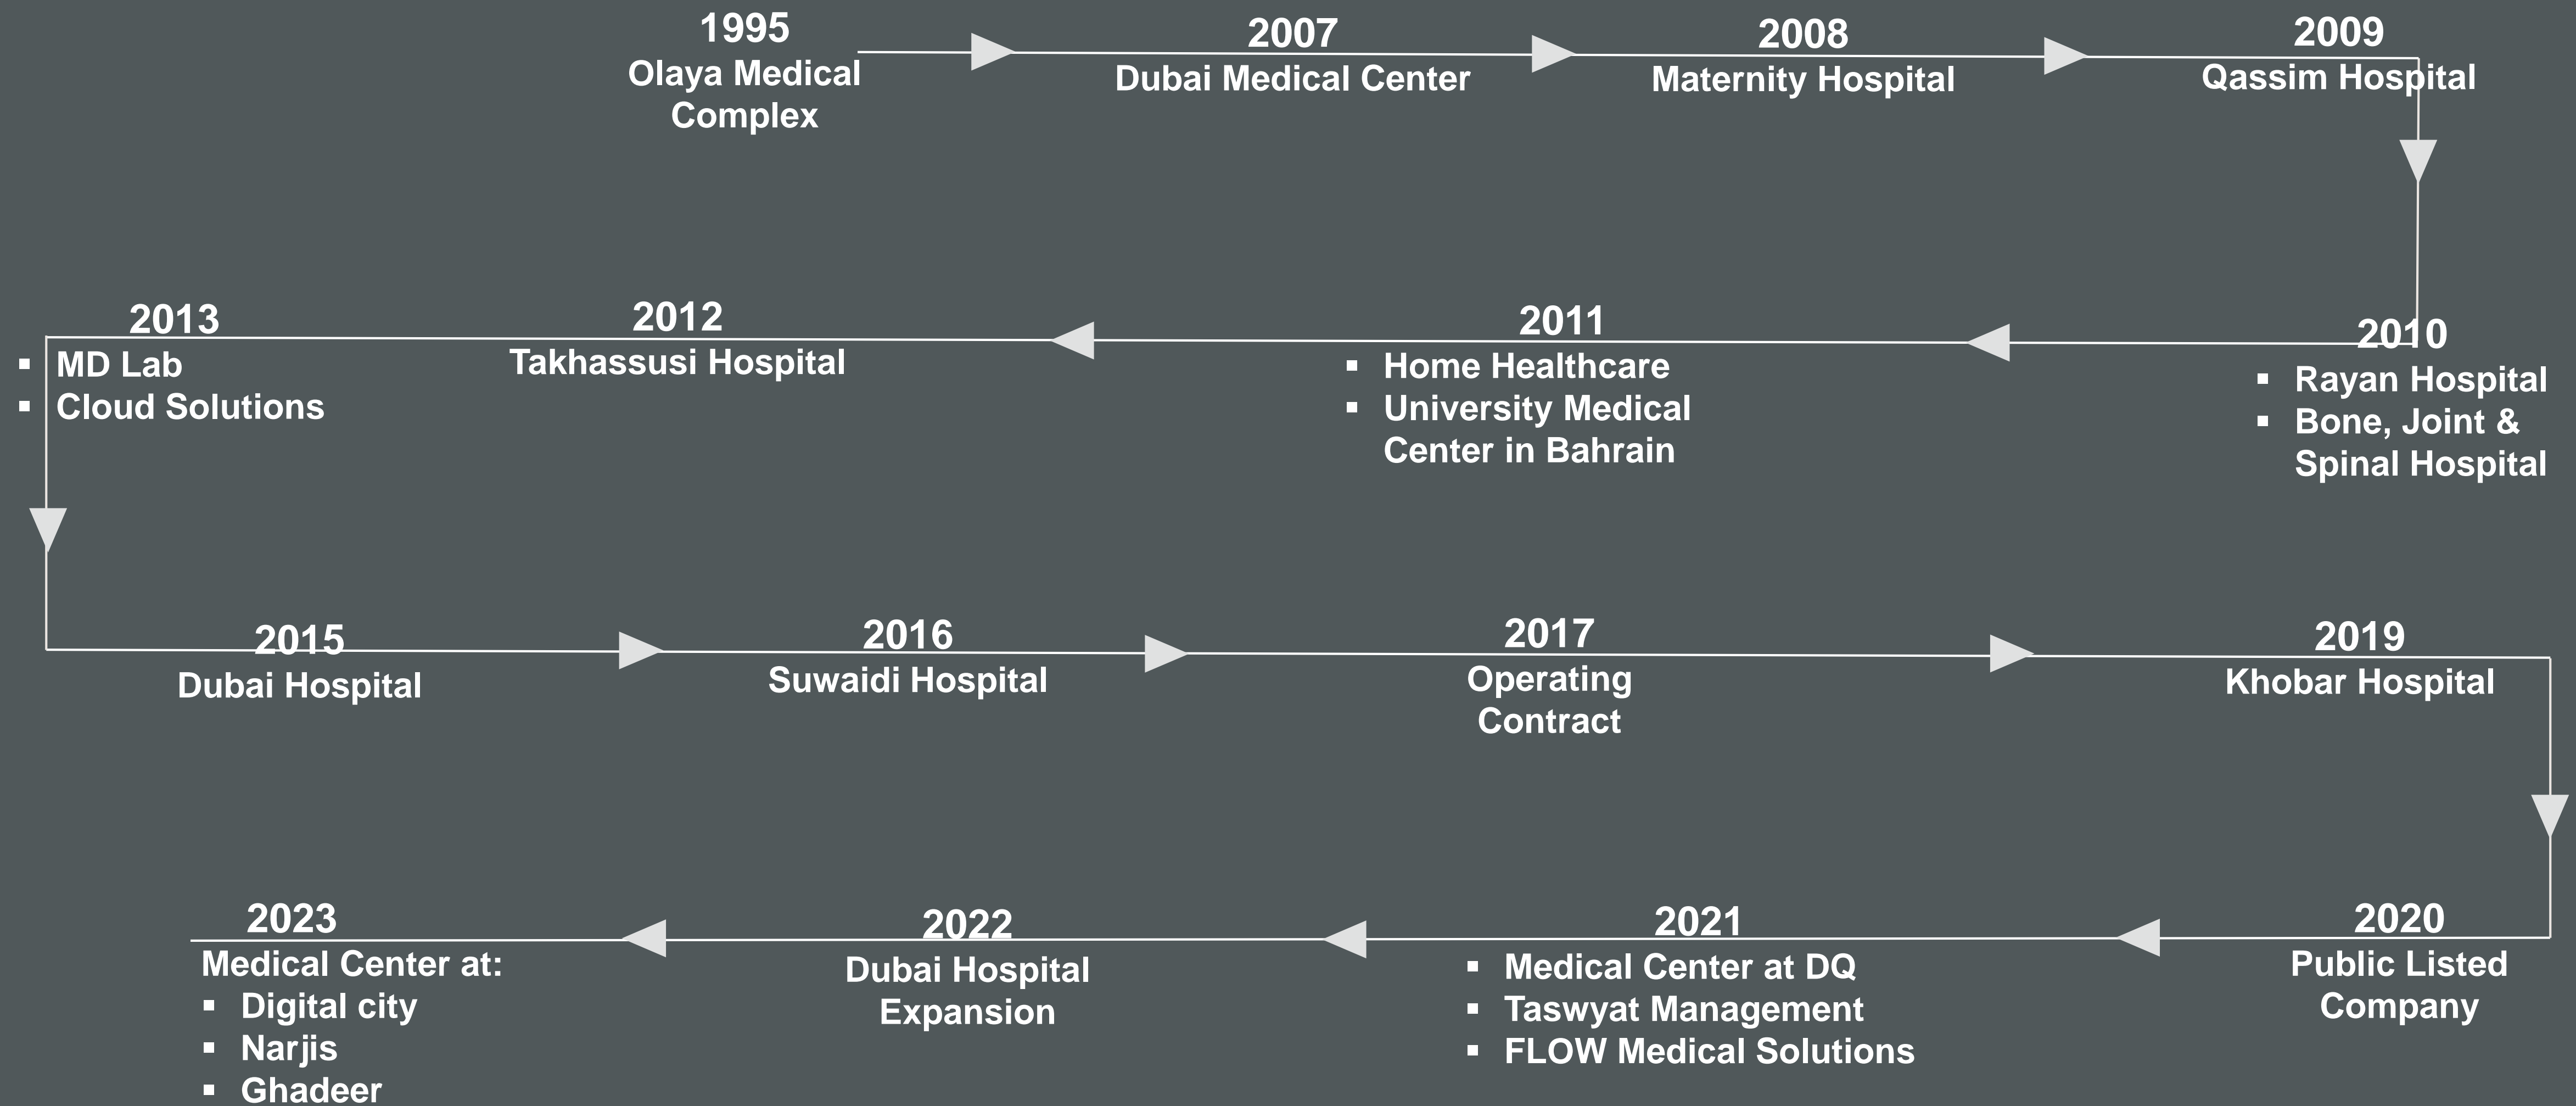 1995
Olaya Medical
Complex
2007
Dubai Medical Center
2008
Maternity Hospital
2009
Qassim Hospital
2010
▪ Rayan Hospital
▪ Bone, Joint &
Spinal Hospital
2011
▪ Home Healthcare
▪ University Medical
Center in Bahrain
2012
Takhassusi Hospital
2013
▪ MD Lab
▪ Cloud Solutions
2015
Dubai Hospital
2016
Suwaidi Hospital
2017
Operating
Contract
2019
Khobar Hospital
2020
Public Listed
Company
2021
▪ Medical Center at DQ
▪ Taswyat Management
▪ FLOW Medical Solutions
2022
Dubai Hospital
Expansion
2023
Medical Center at:
▪ Digital city
▪ Narjis
▪ Ghadeer